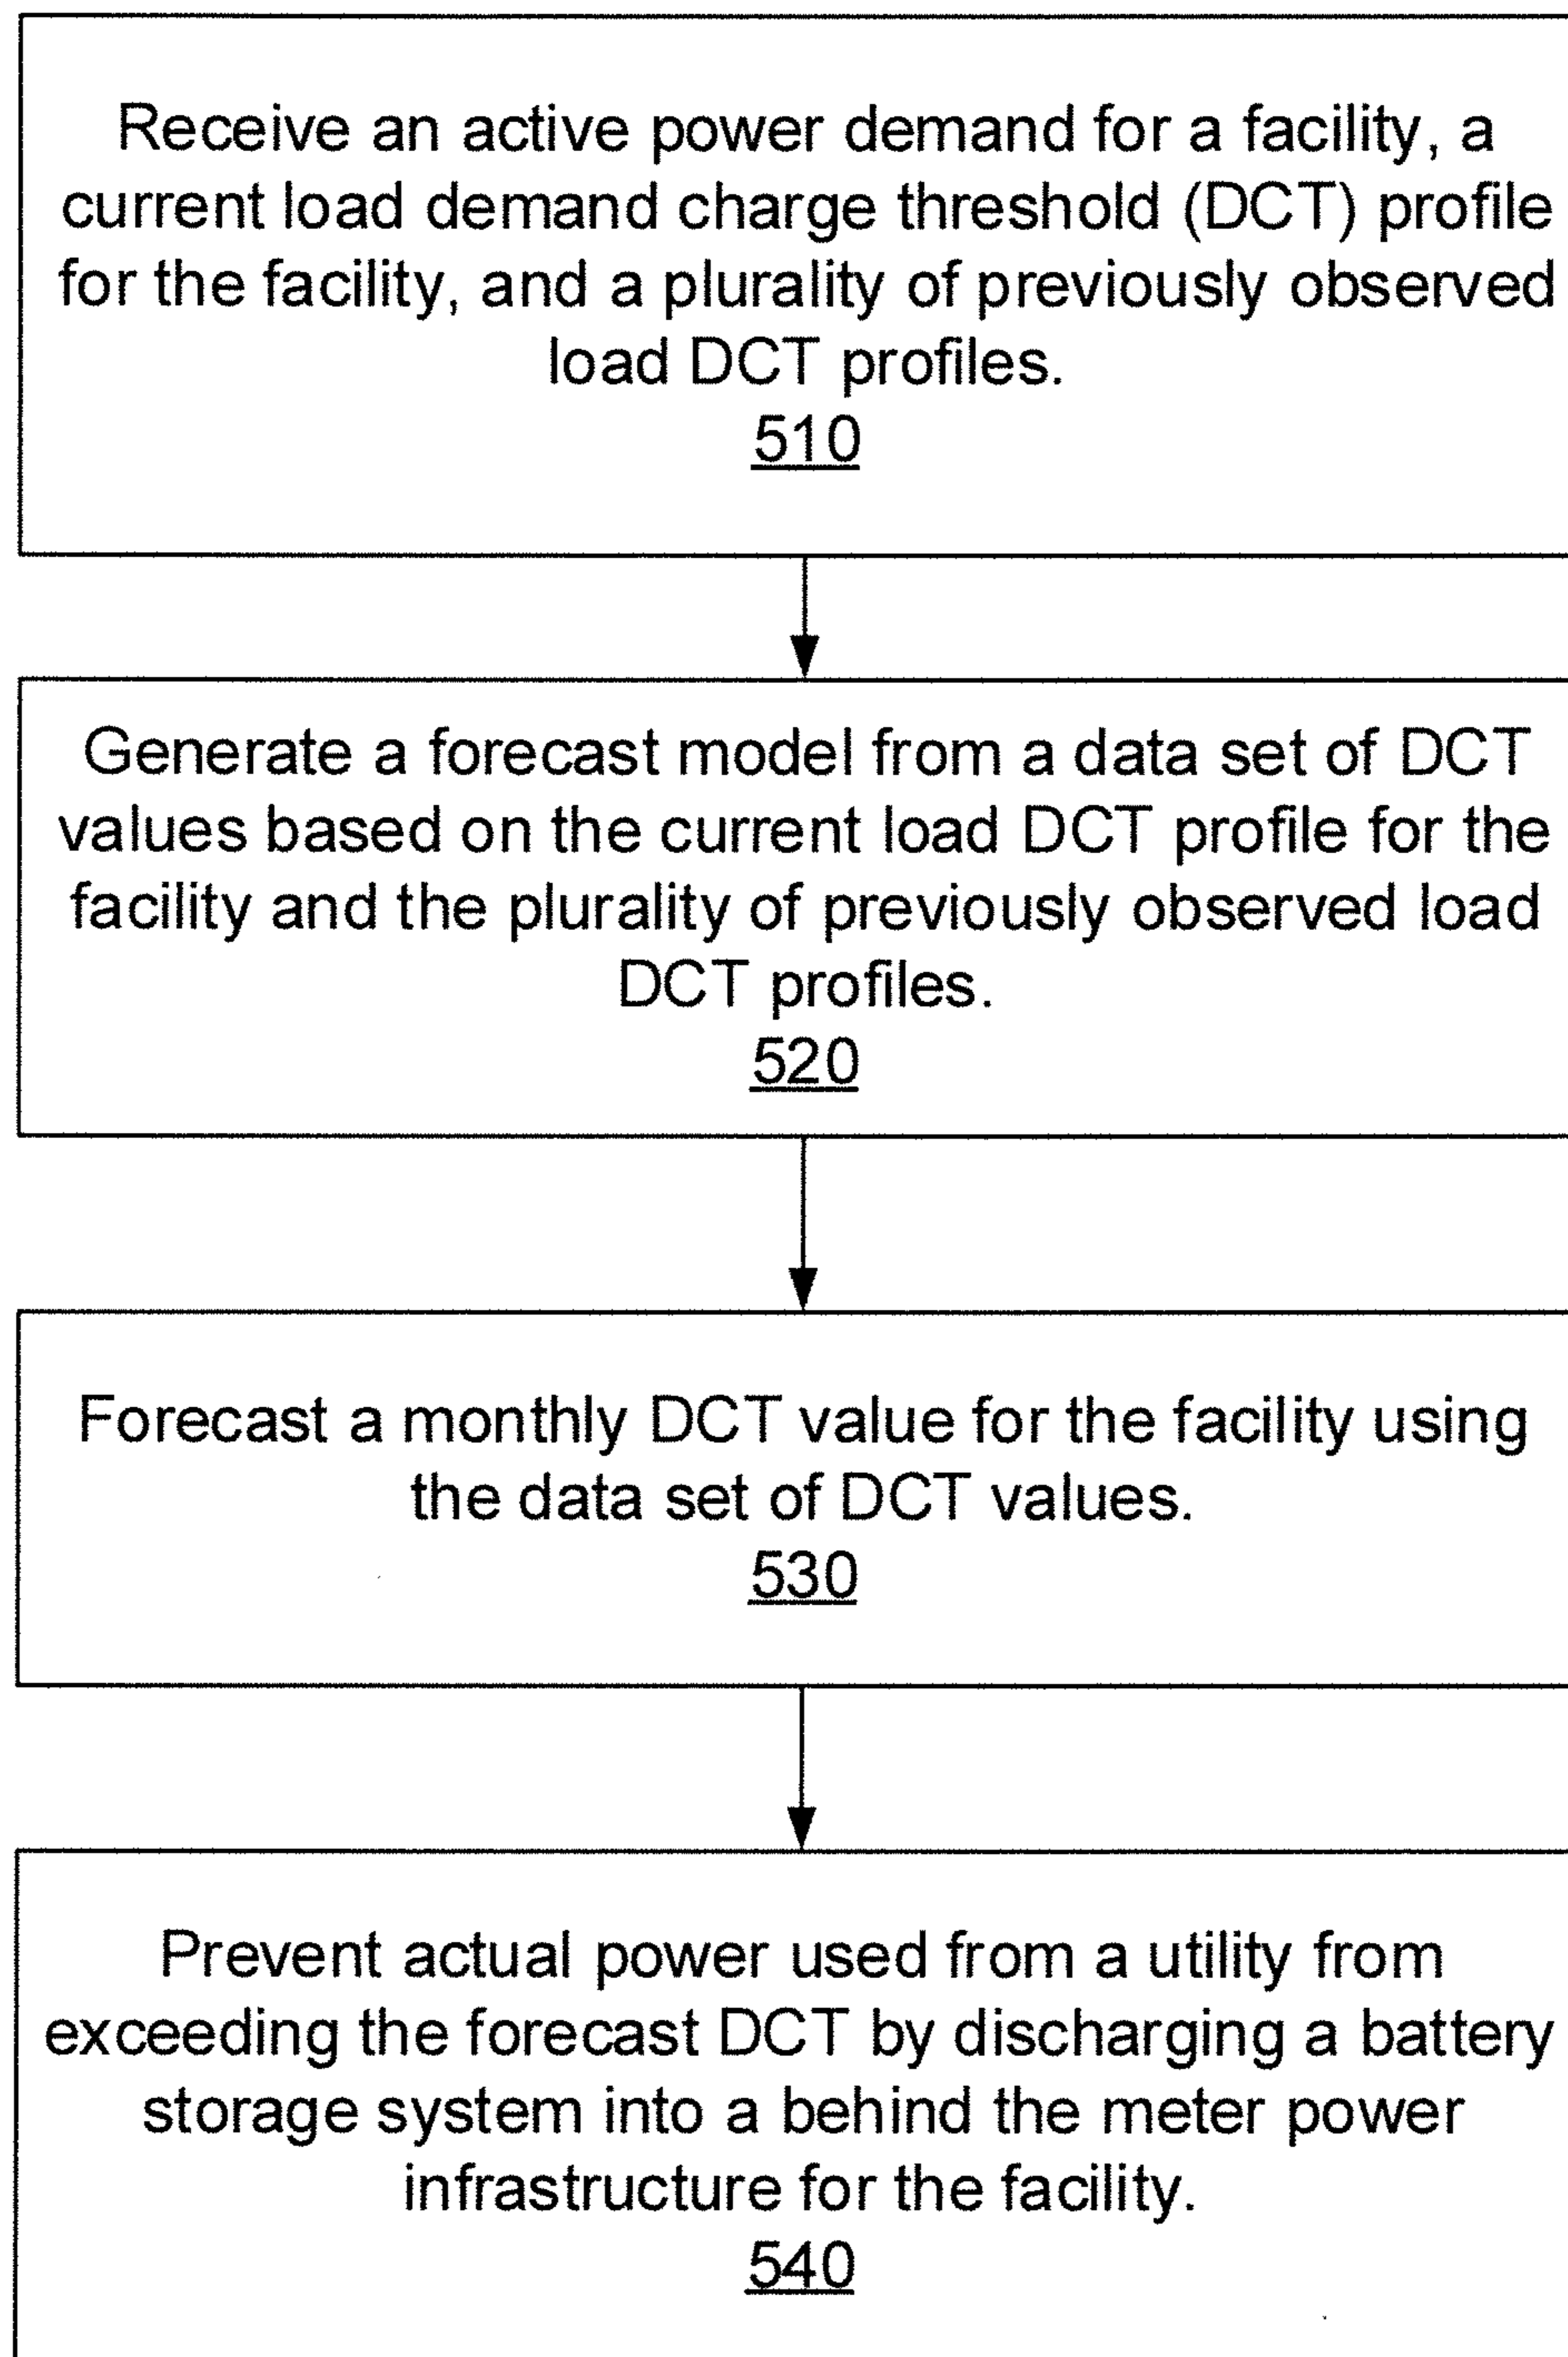 Receive an active power demand for a facility, a
current load demand charge threshold (DCT) profile
for the facility, and a plurality of previously observed
load DCT profiles.
510
Generate a forecast model from a data set of DCT
values based on the current load DCT profile for the
facility and the plurality of previously observed load
DCT profiles.
520
Forecast a monthly DCT value for the facility using
the data set of DCT values.
530
Prevent actual power used from a utility from
exceeding the forecast DCT by discharging a battery
storage system into a behind the meter power
infrastructure for the facility.
540